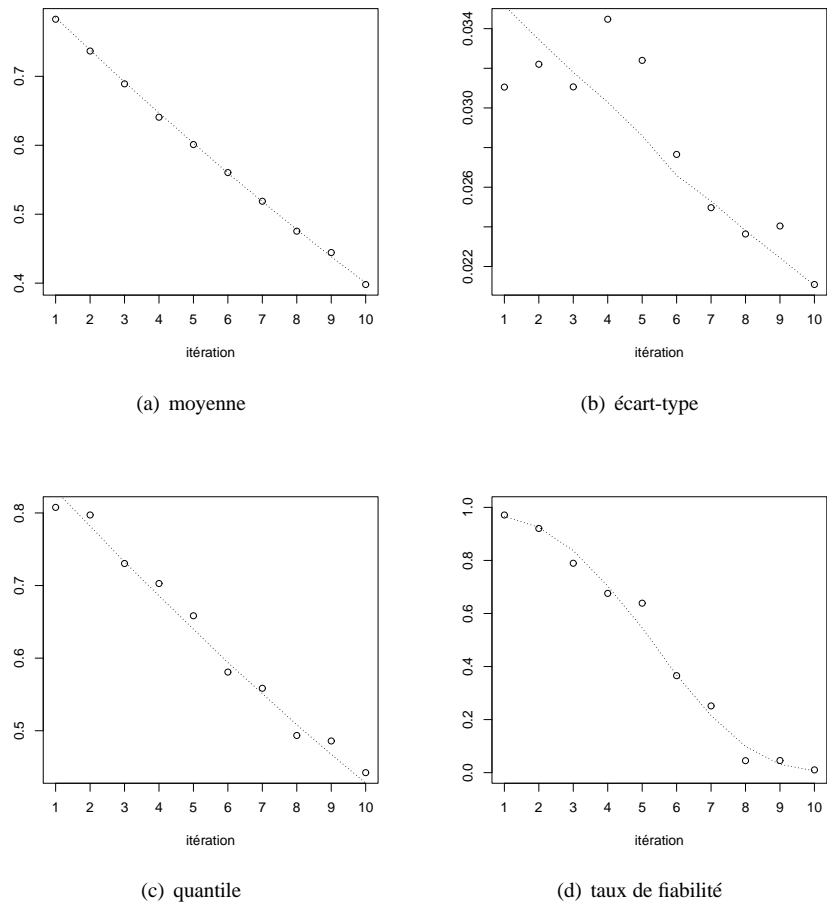 0.7
0.6
0.5
0.4
1 2 3 4 5 6 7 8 9 10
itération
(a) moyenne
0.034
0.030
0.026
0.022
1 2 3 4 5 6 7 8 9 10
itération
(b) écart-type
0.8
0.7
0.6
0.5
1 2 3 4 5 6 7 8 9 10
itération
(c) quantile
1.0
0.8
0.6
0.4
0.2
0.0
1 2 3 4 5 6 7 8 9 10
itération
(d) taux de fiabilité